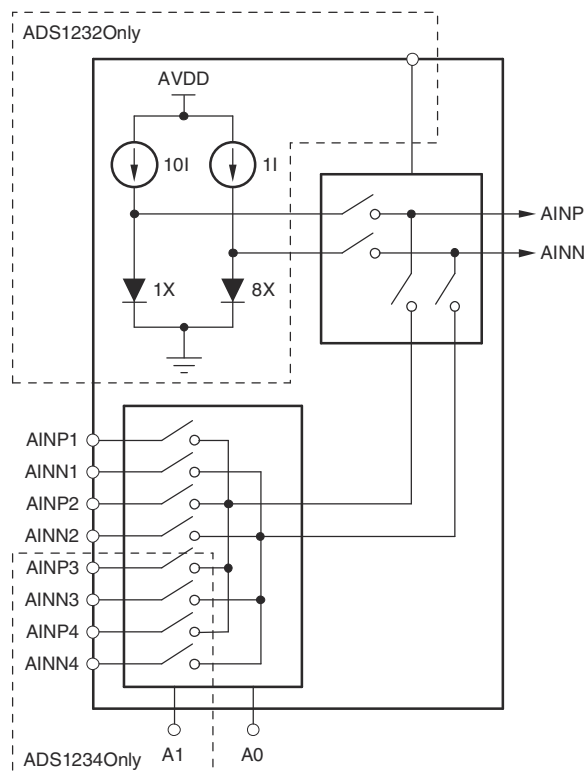 ADS1232Only
AVDD
10I
1I
1X
8X
AINP
AINN
AINP1
AINN1
AINP2
AINN2
AINP3
AINN3
AINP4
AINN4
A1
A0
ADS1234Only